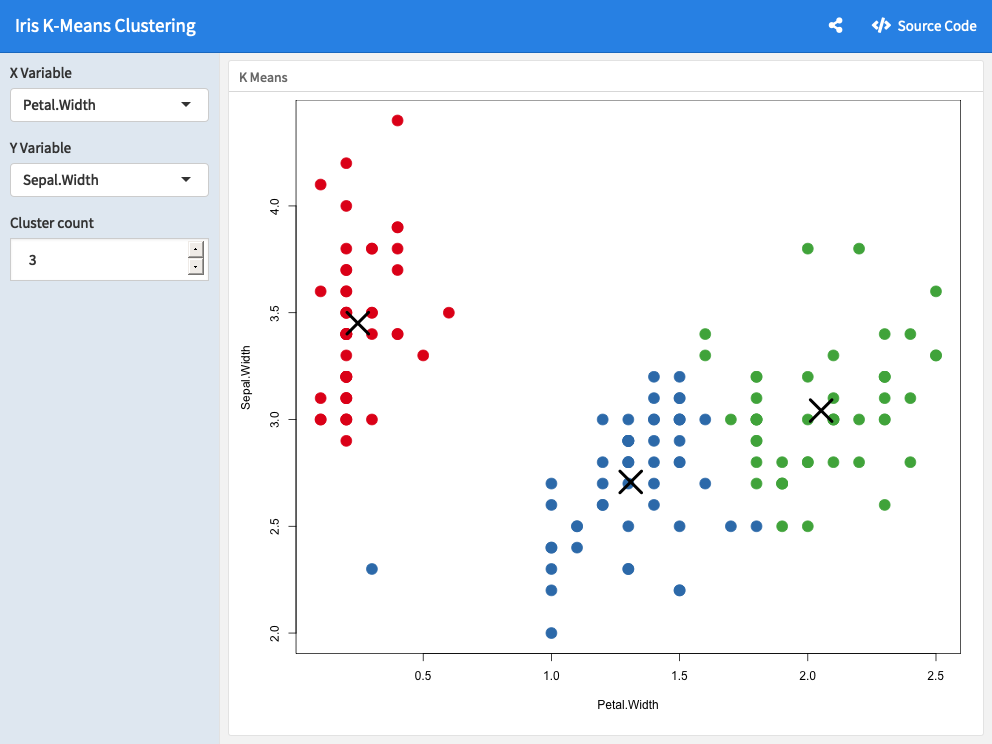 Iris K-Means Clustering
Source Code
X Variable
Petal.Width
Y Variable
Sepal.Width
Cluster count
3
K Means
Sepal.Width
4.0
3.5
3.0
2.5
2.0
0.5 1.0 1.5 2.0 2.5
Petal.Width